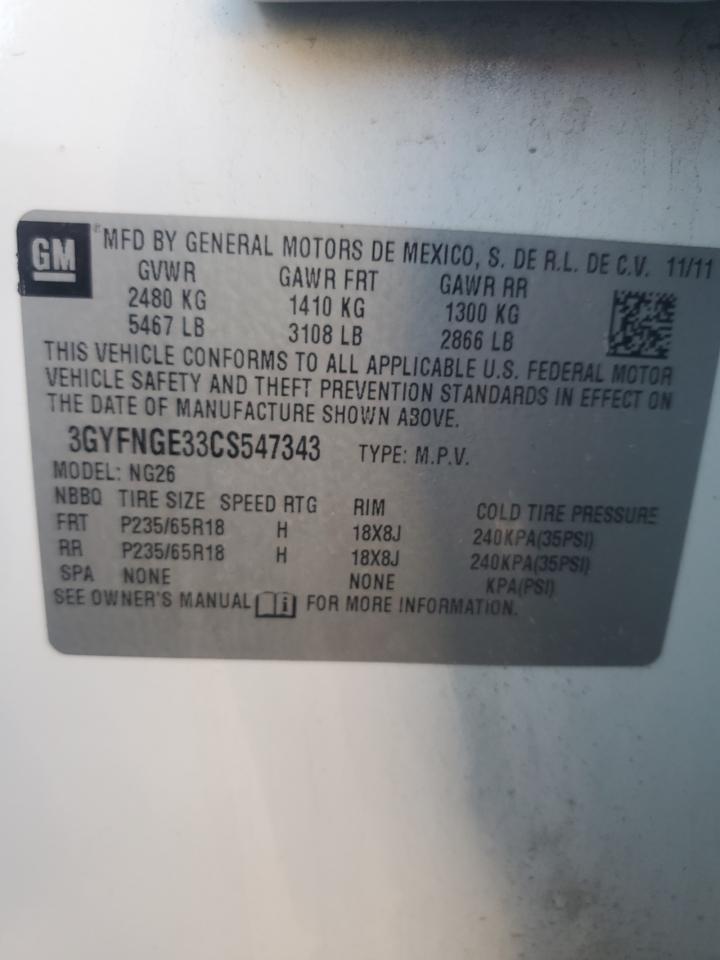 GM ®MFD BY GENERAL MOTORS DE MEXICO, S. DE R.L. DE C.V. 11/11
GVWR GAWR FRT GAWR RR
2480 KG 1410 KG 1300 KG
5467 LB 3108 LB 2866 LB
THIS VEHICLE CONFORMS TO ALL APPLICABLE U.S. FEDERAL MOTOR
VEHICLE SAFETY AND THEFT PREVENTION STANDARDS IN EFFECT ON
THE DATE OF MANUFACTURE SHOWN ABOVE.
3GYFNGE33CS547343 TYPE: M.P.V.
MODEL: NG26
NBBQ TIRE SIZE SPEED RTG RIM COLD TIRE PRESSURE
FRT P235/65R18 H 18X8J 240KPA(35PSI)
RR P235/65R18 H 18X8J 240KPA(35PSI)
SPA NONE NONE KPA(PSI)
SEE OWNER'S MANUAL i FOR MORE INFORMATION.